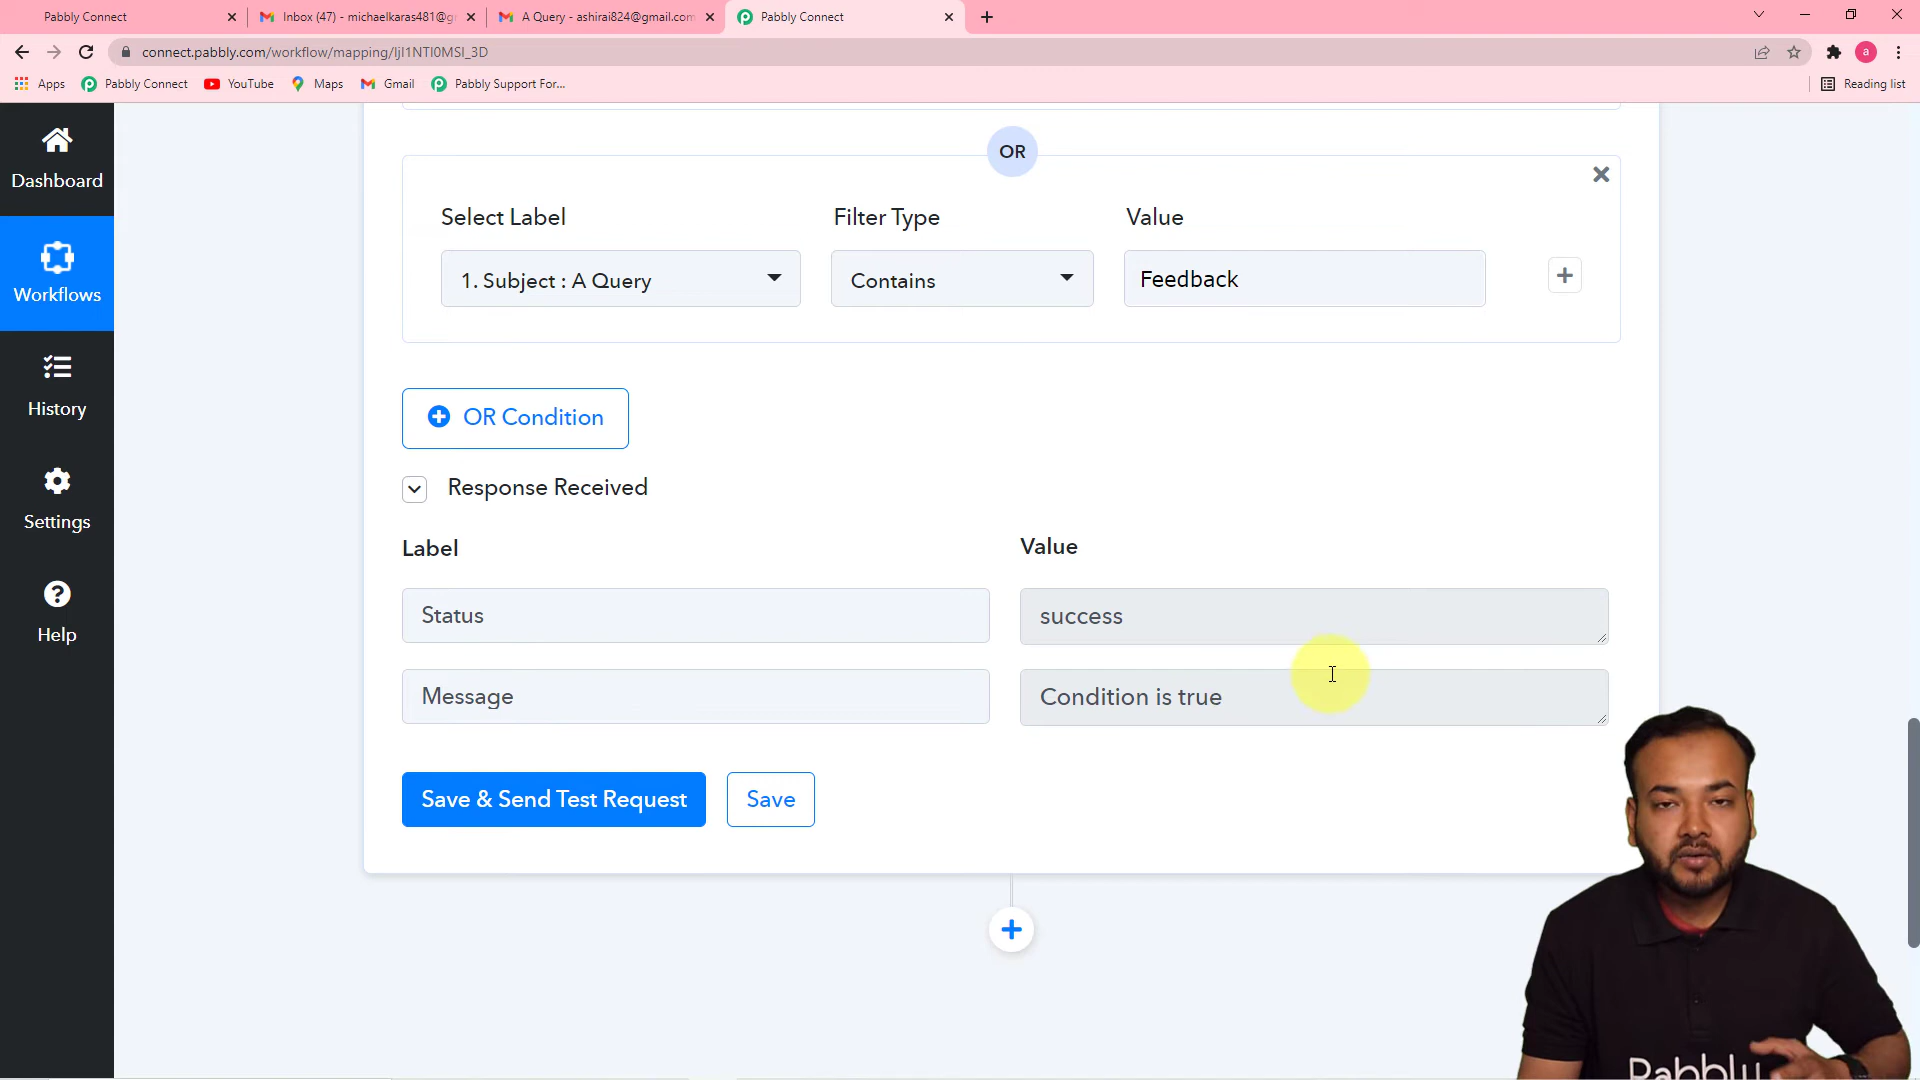 Pabbly Connect
Inbox (47) - michaelkaras481@g
A Query - ashirai824@gmail.com
Pabbly Connect
connect.pabbly.com/workflow/mapping/IjI1NTI0MSI_3D
a
Apps
Pabbly Connect
YouTube
Maps
Gmail
Pabbly Support For...
Reading list
Dashboard
Workflows
History
Settings
Help
OR
Select Label
Filter Type
Value
1. Subject : A Query
Contains
Feedback
OR Condition
Response Received
Label
Value
Status
success
Message
Condition is true
Save & Send Test Request
Save
Pabbly